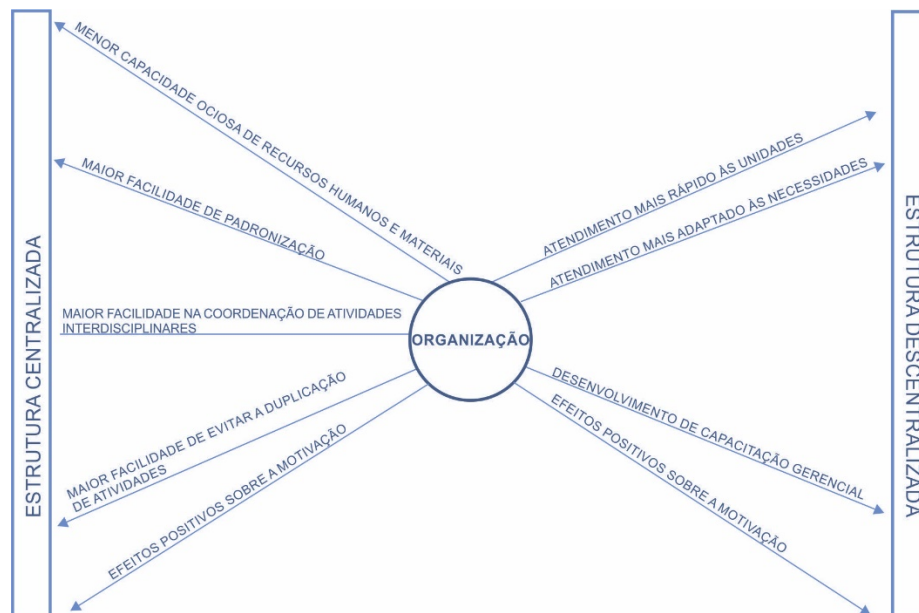 ESTRUTURA CENTRALIZADA
MENOR CAPACIDADE OCIOSA DE RECURSOS HUMANOS E MATERIAIS
MAIOR FACILIDADE DE PADRONIZAÇÃO
MAIOR FACILIDADE NA COORDENAÇÃO DE ATIVIDADES
INTERDISCIPLINARES
MAIOR FACILIDADE DE EVITAR A DUPLICAÇÃO
DE ATIVIDADES
EFEITOS POSITIVOS SOBRE A MOTIVAÇÃO
ORGANIZAÇÃO
ATENDIMENTO MAIS RÁPIDO ÀS UNIDADES
ATENDIMENTO MAIS ADAPTADO ÀS NECESSIDADES
DESENVOLVIMENTO DE CAPACITAÇÃO GERENCIAL
EFEITOS POSITIVOS SOBRE A MOTIVAÇÃO
ESTRUTURA DESCENTRALIZADA